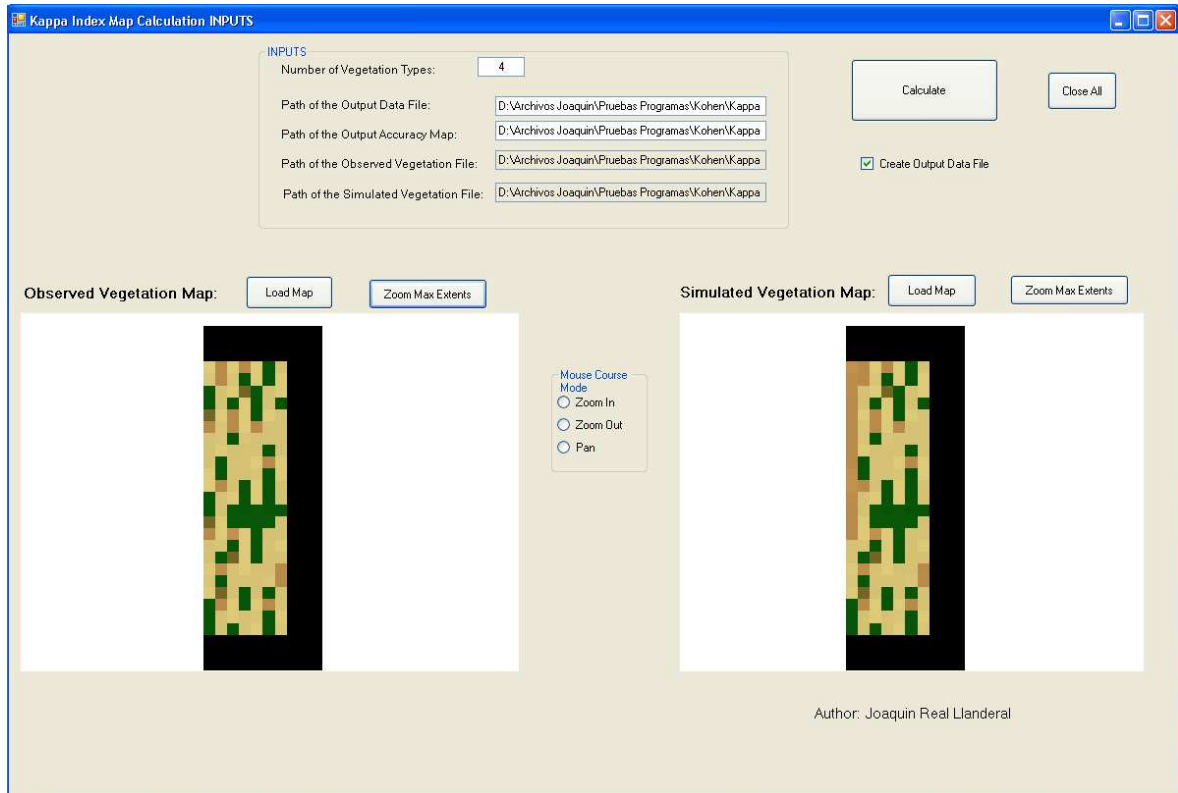 Kappa Index Map Calculation INPUTS
INPUTS
Number of Vegetation Types: 4
Path of the Output Data File: D:\Archivos Joaquin\Pruebas Programas\Kohen\Kappa
Path of the Output Accuracy Map: D:\Archivos Joaquin\Pruebas Programas\Kohen\Kappa
Path of the Observed Vegetation File: D:\Archivos Joaquin\Pruebas Programas\Kohen\Kappa
Path of the Simulated Vegetation File: D:\Archivos Joaquin\Pruebas Programas\Kohen\Kappa
Calculate
Close All
Create Output Data File
Observed Vegetation Map: Load Map Zoom Max Extents
Simulated Vegetation Map: Load Map Zoom Max Extents
Mouse Course
Mode
Zoom In
Zoom Out
Pan
Author: Joaquin Real Llanderal